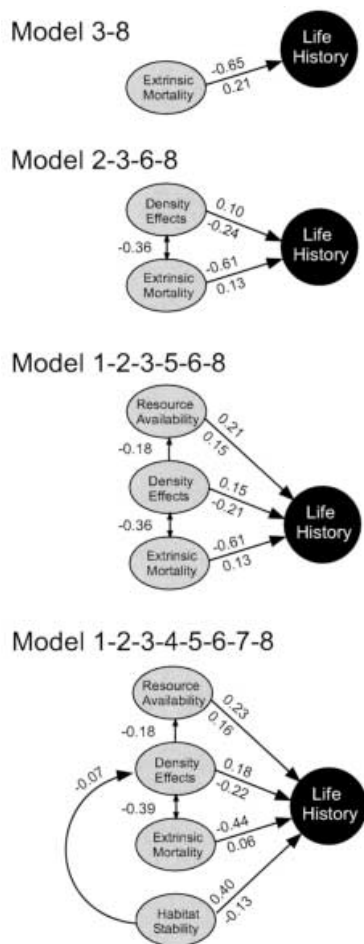 Model 3-8
Life
History
Extrinsic
Mortality
-0.65
0.21
Model 2-3-6-8
Density
Effects
0.10
-0.24
Life
History
-0.36
Extrinsic
Mortality
-0.61
0.13
Model 1-2-3-5-6-8
Resource
Availability
0.21
0.15
-0.18
Density
Effects
0.15
-0.21
Life
History
-0.36
Extrinsic
Mortality
-0.61
0.13
Model 1-2-3-4-5-6-7-8
Resource
Availability
0.23
0.16
-0.18
-0.07
Density
Effects
0.18
-0.22
Life
History
-0.39
Extrinsic
Mortality
-0.44
0.06
0.40
-0.13
Habitat
Stability